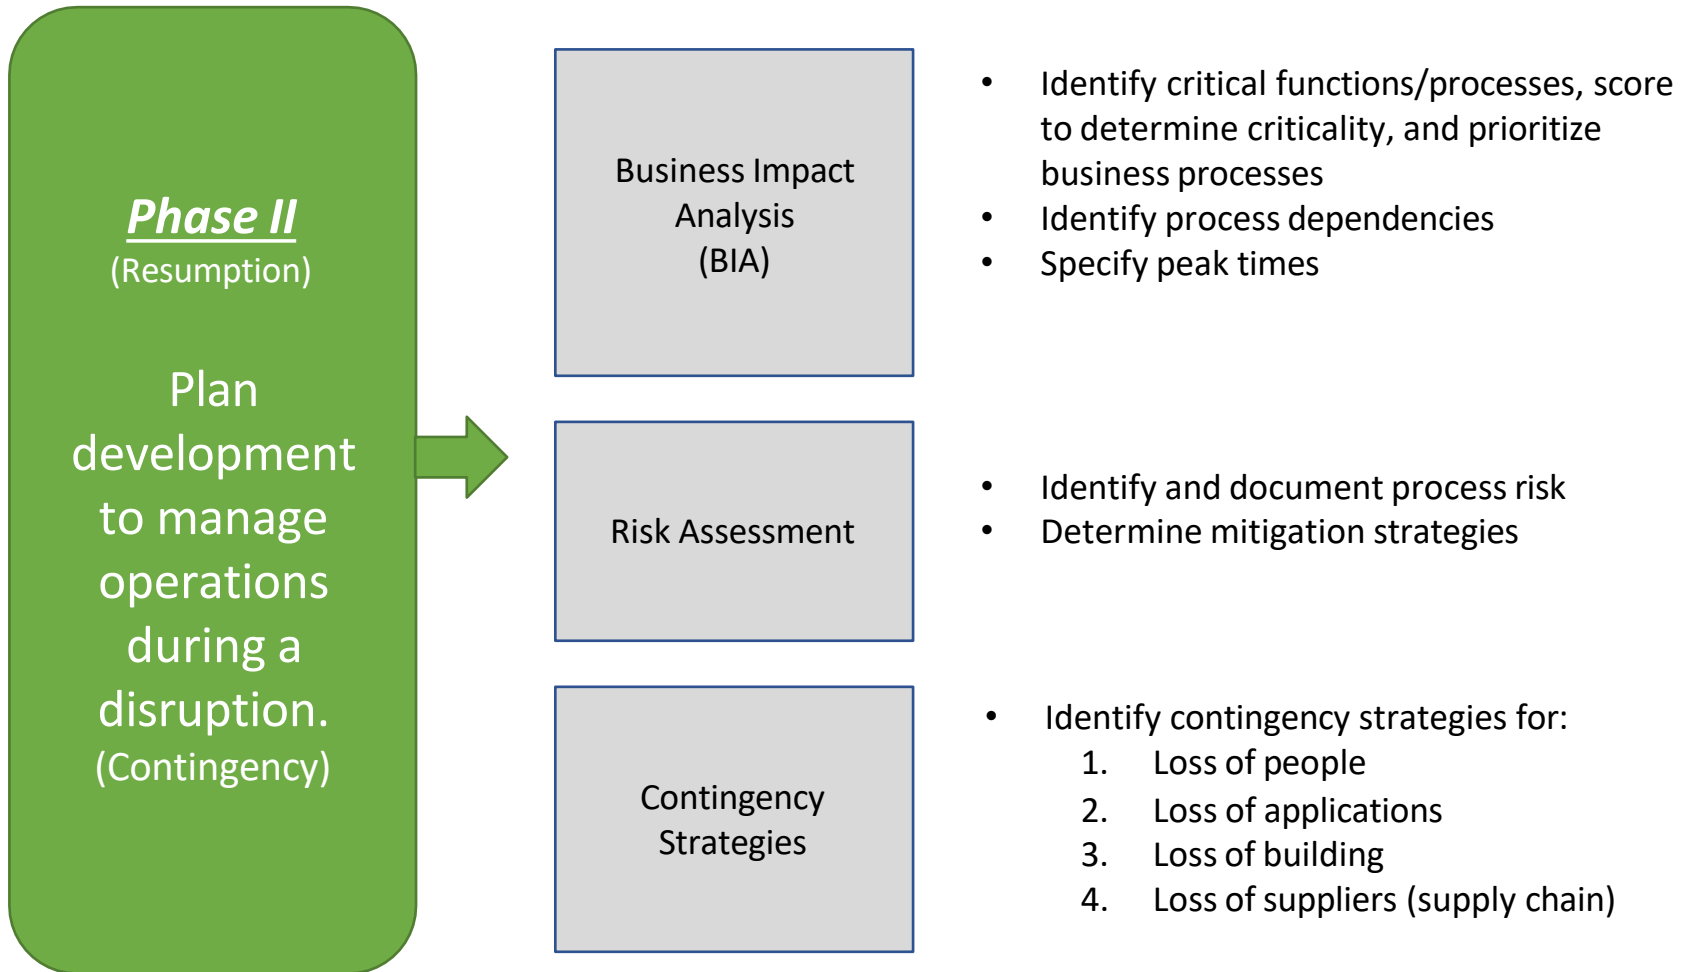 Phase II
(Resumption)
Plan
development
to manage
operations
during a
disruption.
(Contingency)
Business Impact
Analysis
(BIA)
• Identify critical functions/processes, score
to determine criticality, and prioritize
business processes
• Identify process dependencies
• Specify peak times
Risk Assessment
• Identify and document process risk
• Determine mitigation strategies
Contingency
Strategies
• Identify contingency strategies for:
1. Loss of people
2. Loss of applications
3. Loss of building
4. Loss of suppliers (supply chain)